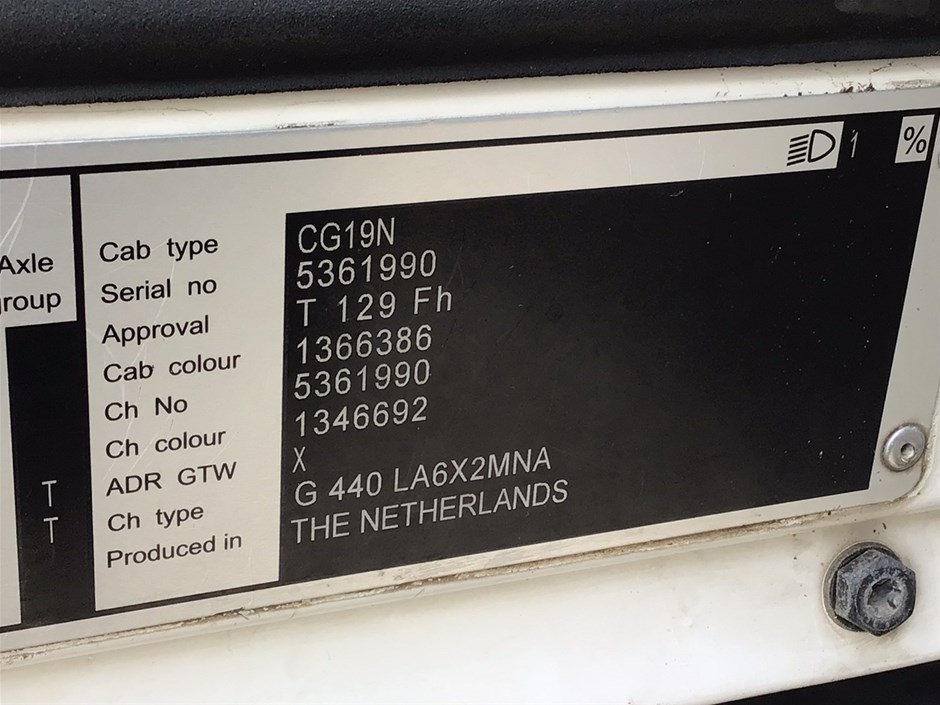 1 %
Axle
group
Cab type CG19N
Serial no 5361990
Approval T 129 Fh
Cab colour 1366386
Ch No 5361990
Ch colour 1346692
ADR GTW X
Ch type G 440 LA6X2MNA
Produced in THE NETHERLANDS
T
T